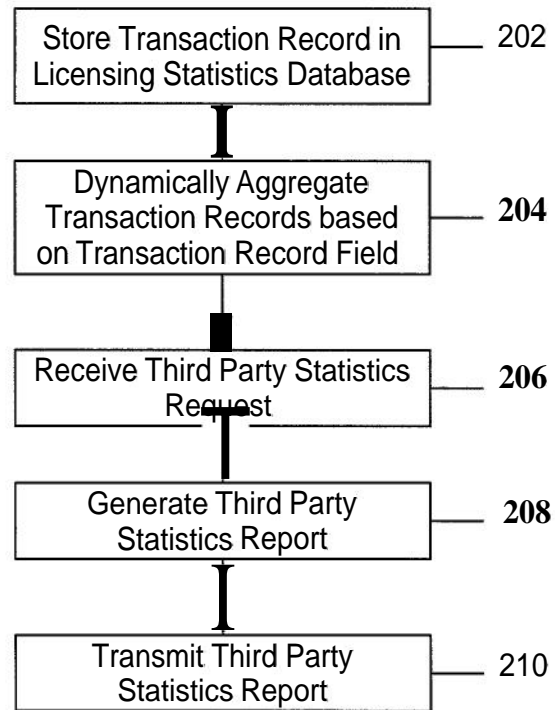 Store Transaction Record in
Licensing Statistics Database
202
Dynamically Aggregate
Transaction Records based
on Transaction Record Field
204
Receive Third Party Statistics
Request
206
Generate Third Party
Statistics Report
208
Transmit Third Party
Statistics Report
210